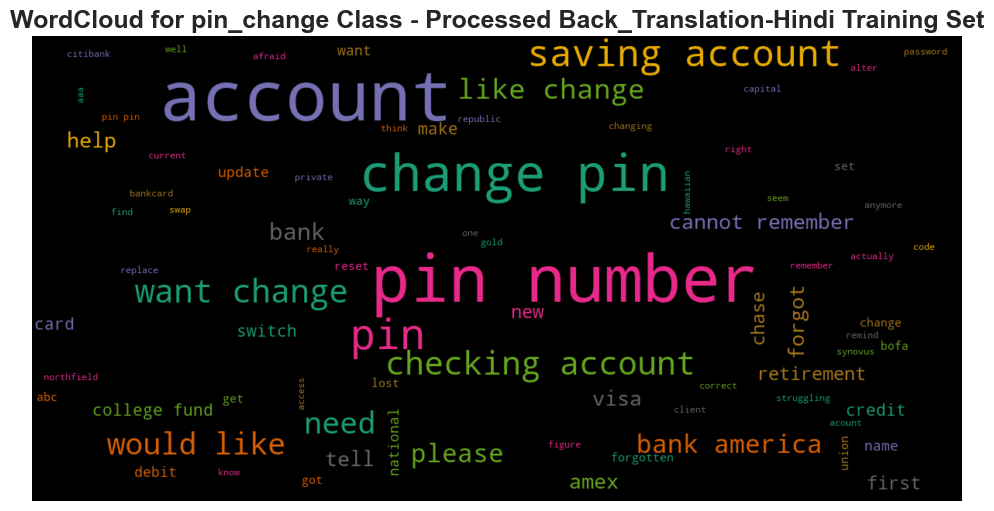 WordCloud for pin_change Class - Processed Back_Translation-Hindi Training Set
citibank
well
afraid
want
saving account
password
alter
account
like change
capital
aaa
pin pin
republic
think
make
changing
help
current
change pin
right
set
update
private
bankcard
way
hawaiian
seem
find
swap
anymore
cannot remember
bank
one
gold
really
code
replace
reset
actually
remember
want change
pin number
new
chase
forgot
card
switch
pin
change
remind
bofa
synovus
checking account
northfield
abc
access
lost
correct
retirement
college fund
get
visa
client
struggling
credit
acount
need
national
would like
tell
please
figure
forgotten
bank america
union
name
debit
know
got
amex
first